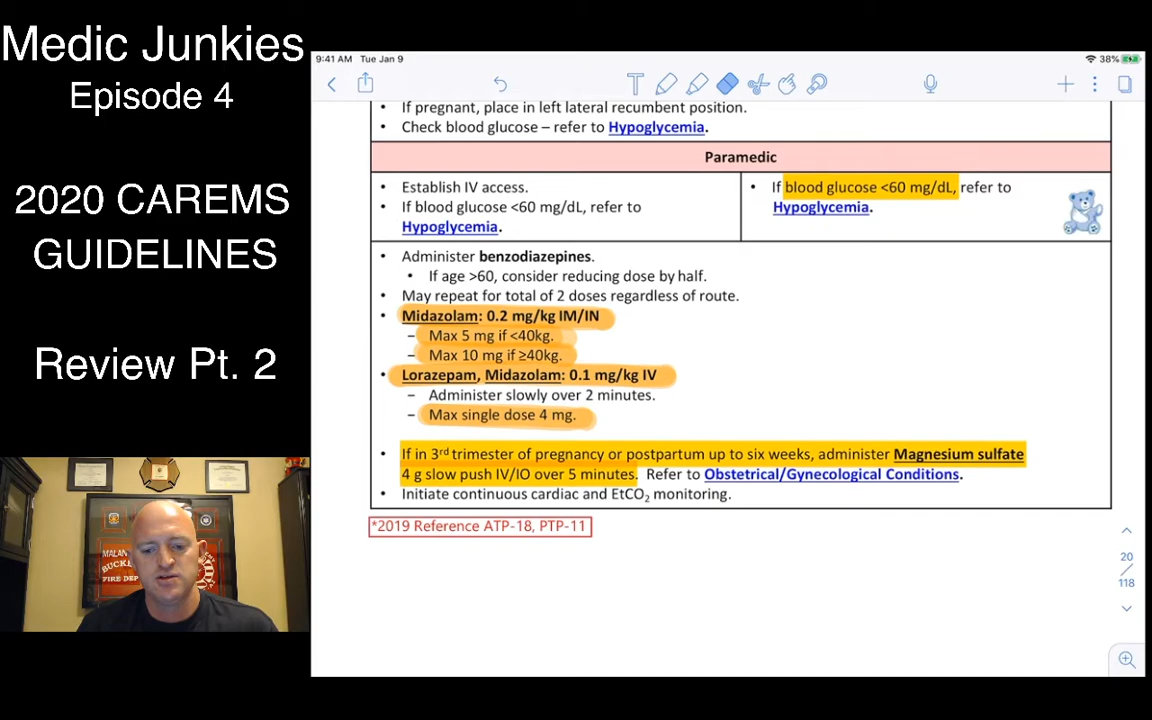 Medic Junkies
Episode 4
2020 CAREMS
GUIDELINES
Review Pt. 2
9:41 AM Tue Jan 9
38%
• If pregnant, place in left lateral recumbent position.
• Check blood glucose – refer to Hypoglycemia.
Paramedic
• Establish IV access.
• If blood glucose <60 mg/dL, refer to
Hypoglycemia.
• If blood glucose <60 mg/dL, refer to
Hypoglycemia.
• Administer benzodiazepines.
• If age >60, consider reducing dose by half.
• May repeat for total of 2 doses regardless of route.
• Midazolam: 0.2 mg/kg IM/IN
– Max 5 mg if <40kg.
– Max 10 mg if ≥40kg.
• Lorazepam, Midazolam: 0.1 mg/kg IV
– Administer slowly over 2 minutes.
– Max single dose 4 mg.
• If in 3rd trimester of pregnancy or postpartum up to six weeks, administer Magnesium sulfate
4 g slow push IV/IO over 5 minutes. Refer to Obstetrical/Gynecological Conditions.
• Initiate continuous cardiac and EtCO2 monitoring.
*2019 Reference ATP-18, PTP-11
20
/
118
MALAN
BUCKE
FIRE DEP